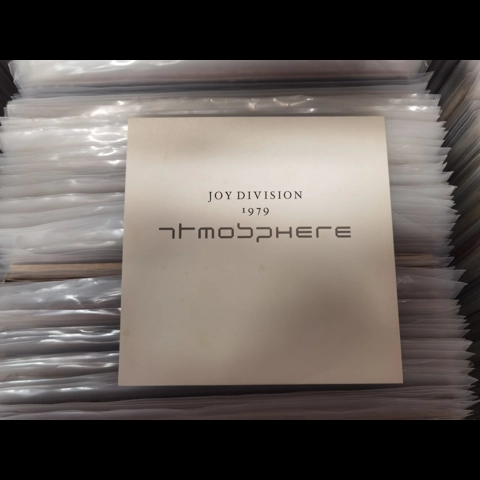 JOY DIVISION
1979
ATMOSPHERE